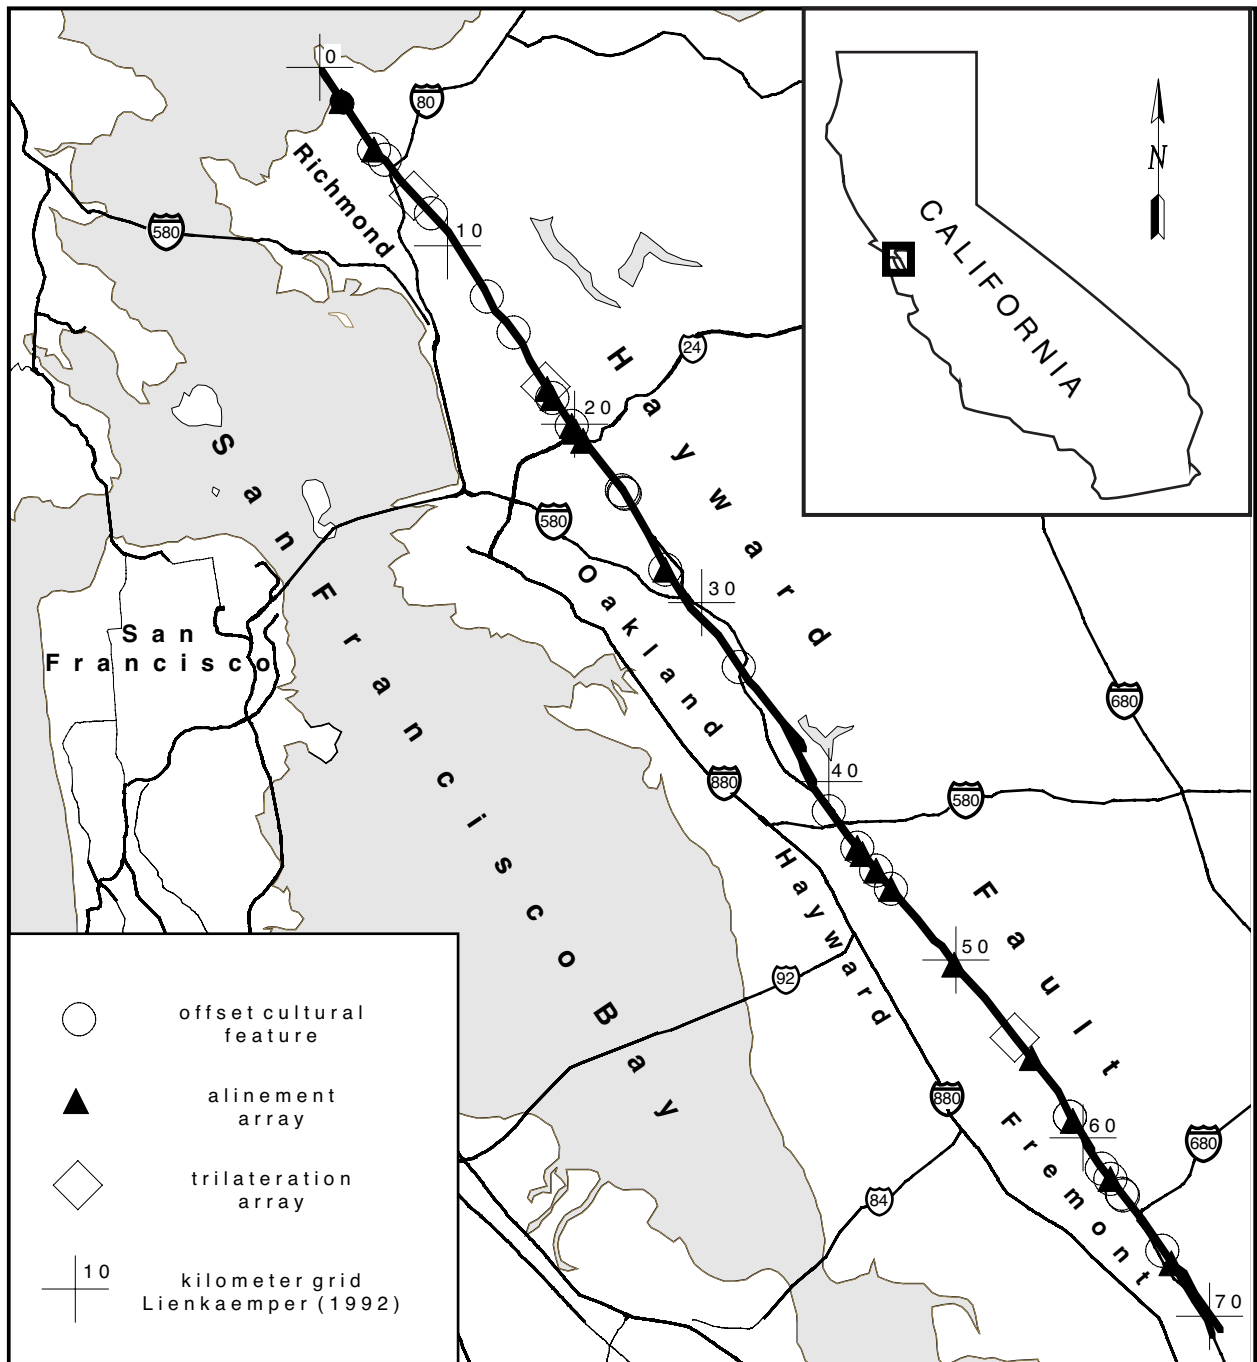 0
80
Richmond
580
10
CALIFORNIA
N
24
20
Hayward
580
Oakland
30
San
Francisco
San Francisco Bay
680
40
880
580
Hayward
Fault
50
92
880
60
680
Fremont
84
70
offset cultural
feature
alinement
array
trilateration
array
10
kilometer grid
Lienkaemper (1992)